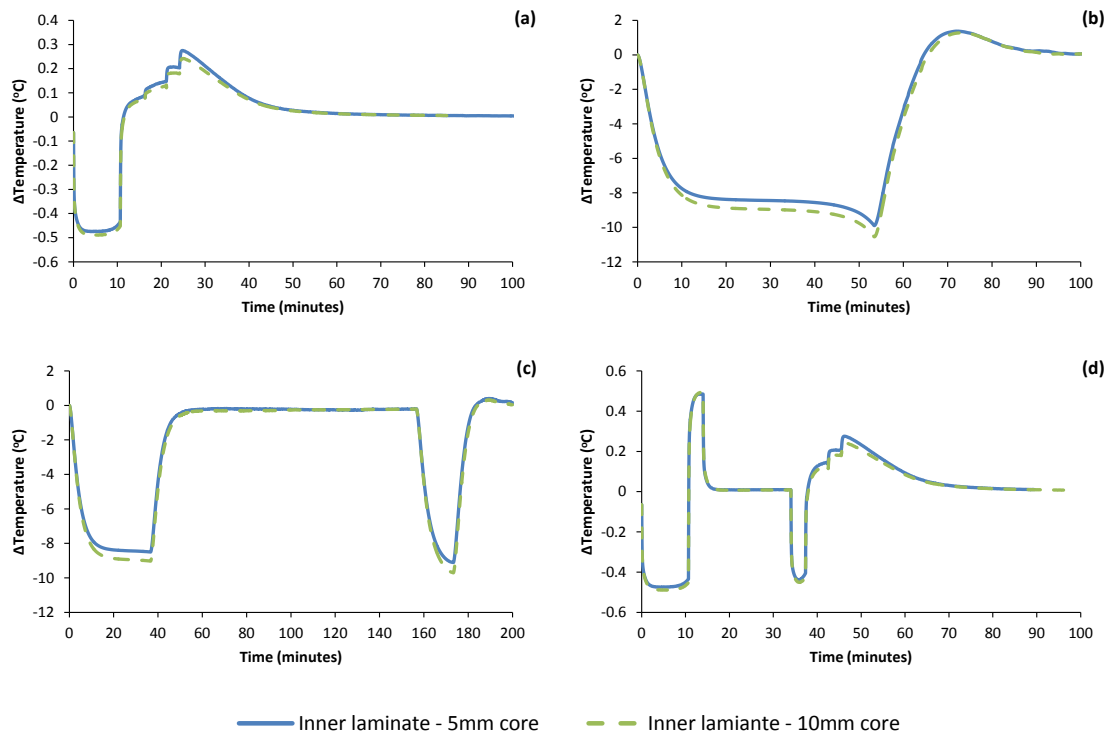 (a)
0.4
0.3
0.2
0.1
0
-0.1
-0.2
-0.3
-0.4
-0.5
-0.6
ΔTemperature (°C)
0 10 20 30 40 50 60 70 80 90 100
Time (minutes)
(b)
2
0
-2
-4
-6
-8
-10
-12
ΔTemperature (°C)
0 10 20 30 40 50 60 70 80 90 100
Time (minutes)
(c)
2
0
-2
-4
-6
-8
-10
-12
ΔTemperature (°C)
0 20 40 60 80 100 120 140 160 180 200
Time (minutes)
(d)
0.6
0.4
0.2
0
-0.2
-0.4
-0.6
ΔTemperature (°C)
0 10 20 30 40 50 60 70 80 90 100
Time (minutes)
Inner laminate - 5mm core
Inner lamiante - 10mm core